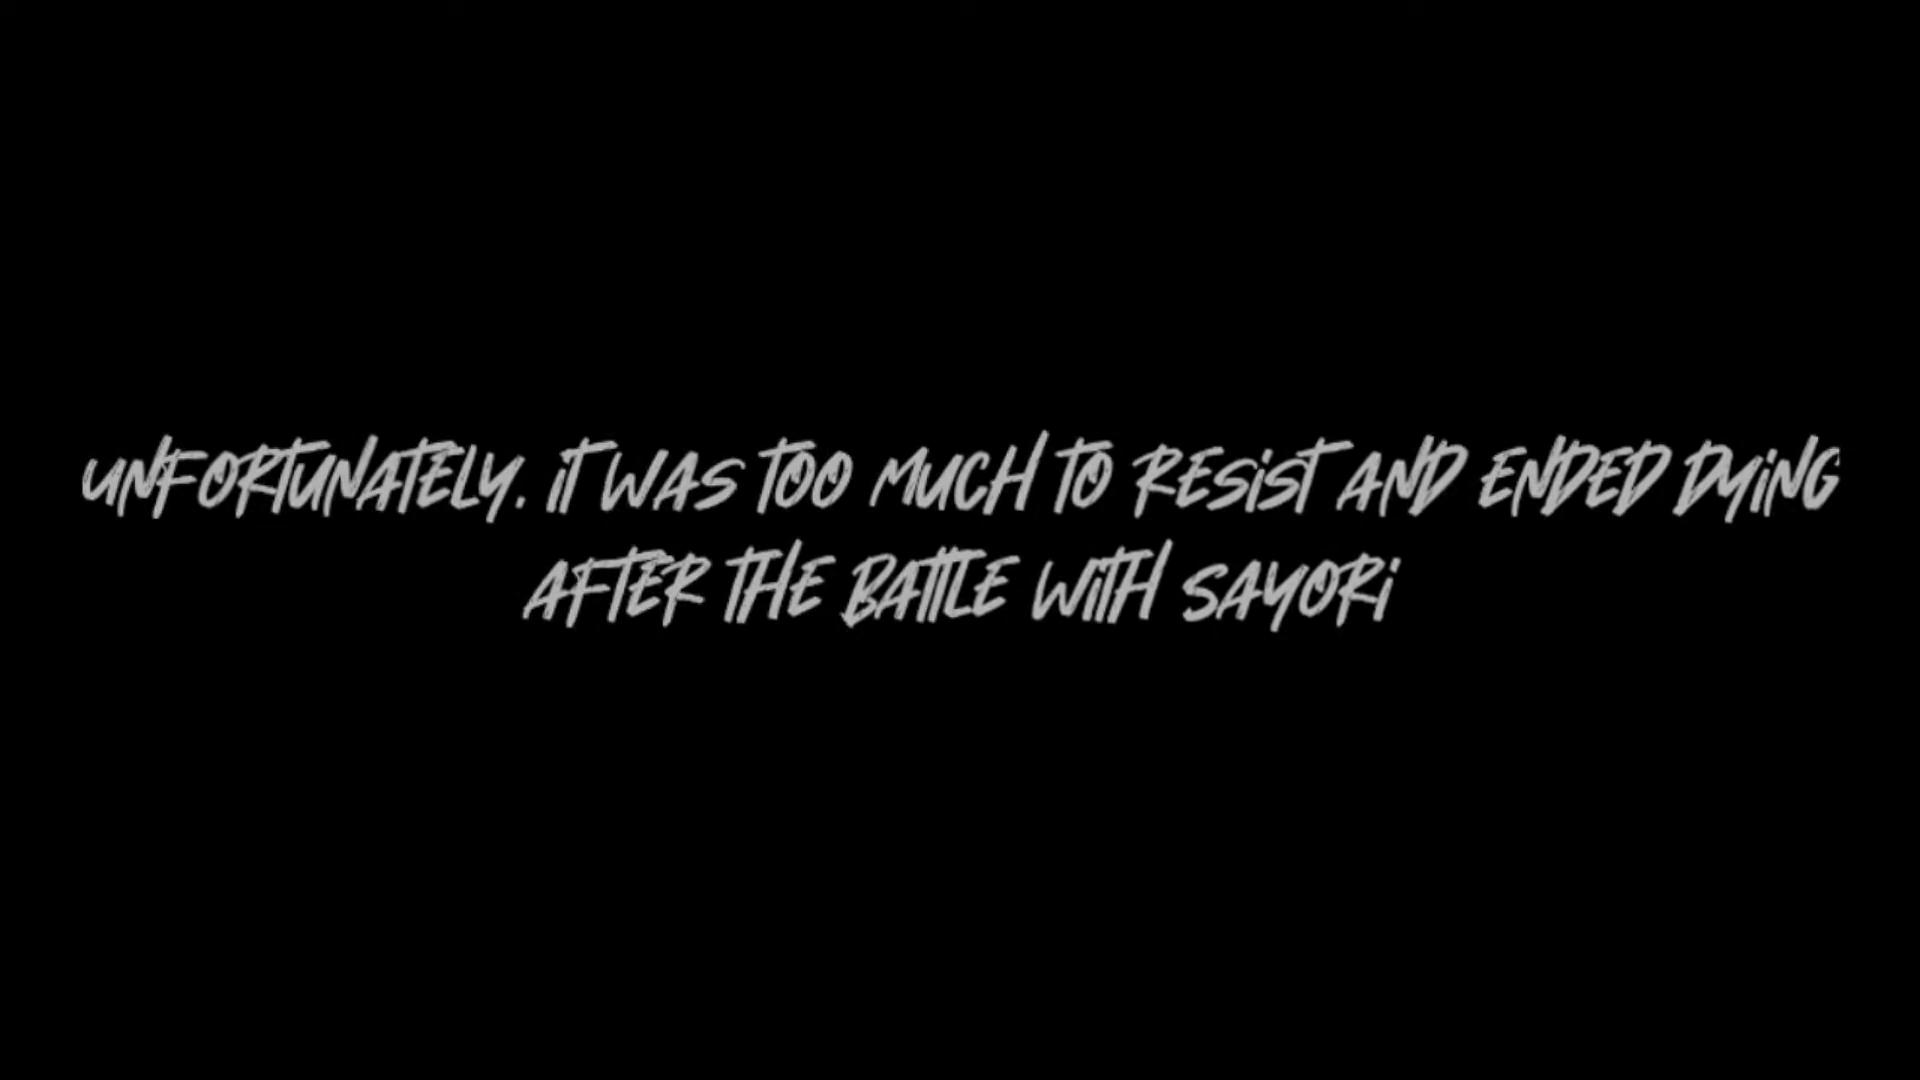 UNFORTUNATELY. iT WAS TOO MUCH TO RESiST AND ENDED DYiNG
AFTER THE BATTLE WiTH SAYORi